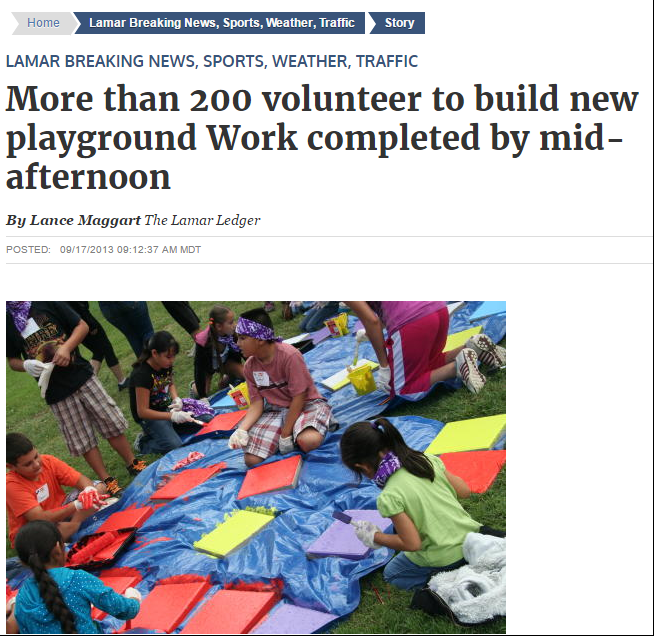 Home Lamar Breaking News, Sports, Weather, Traffic Story
LAMAR BREAKING NEWS, SPORTS, WEATHER, TRAFFIC
More than 200 volunteer to build new
playground Work completed by mid-
afternoon
By Lance Maggart The Lamar Ledger
POSTED: 09/17/2013 09:12:37 AM MDT